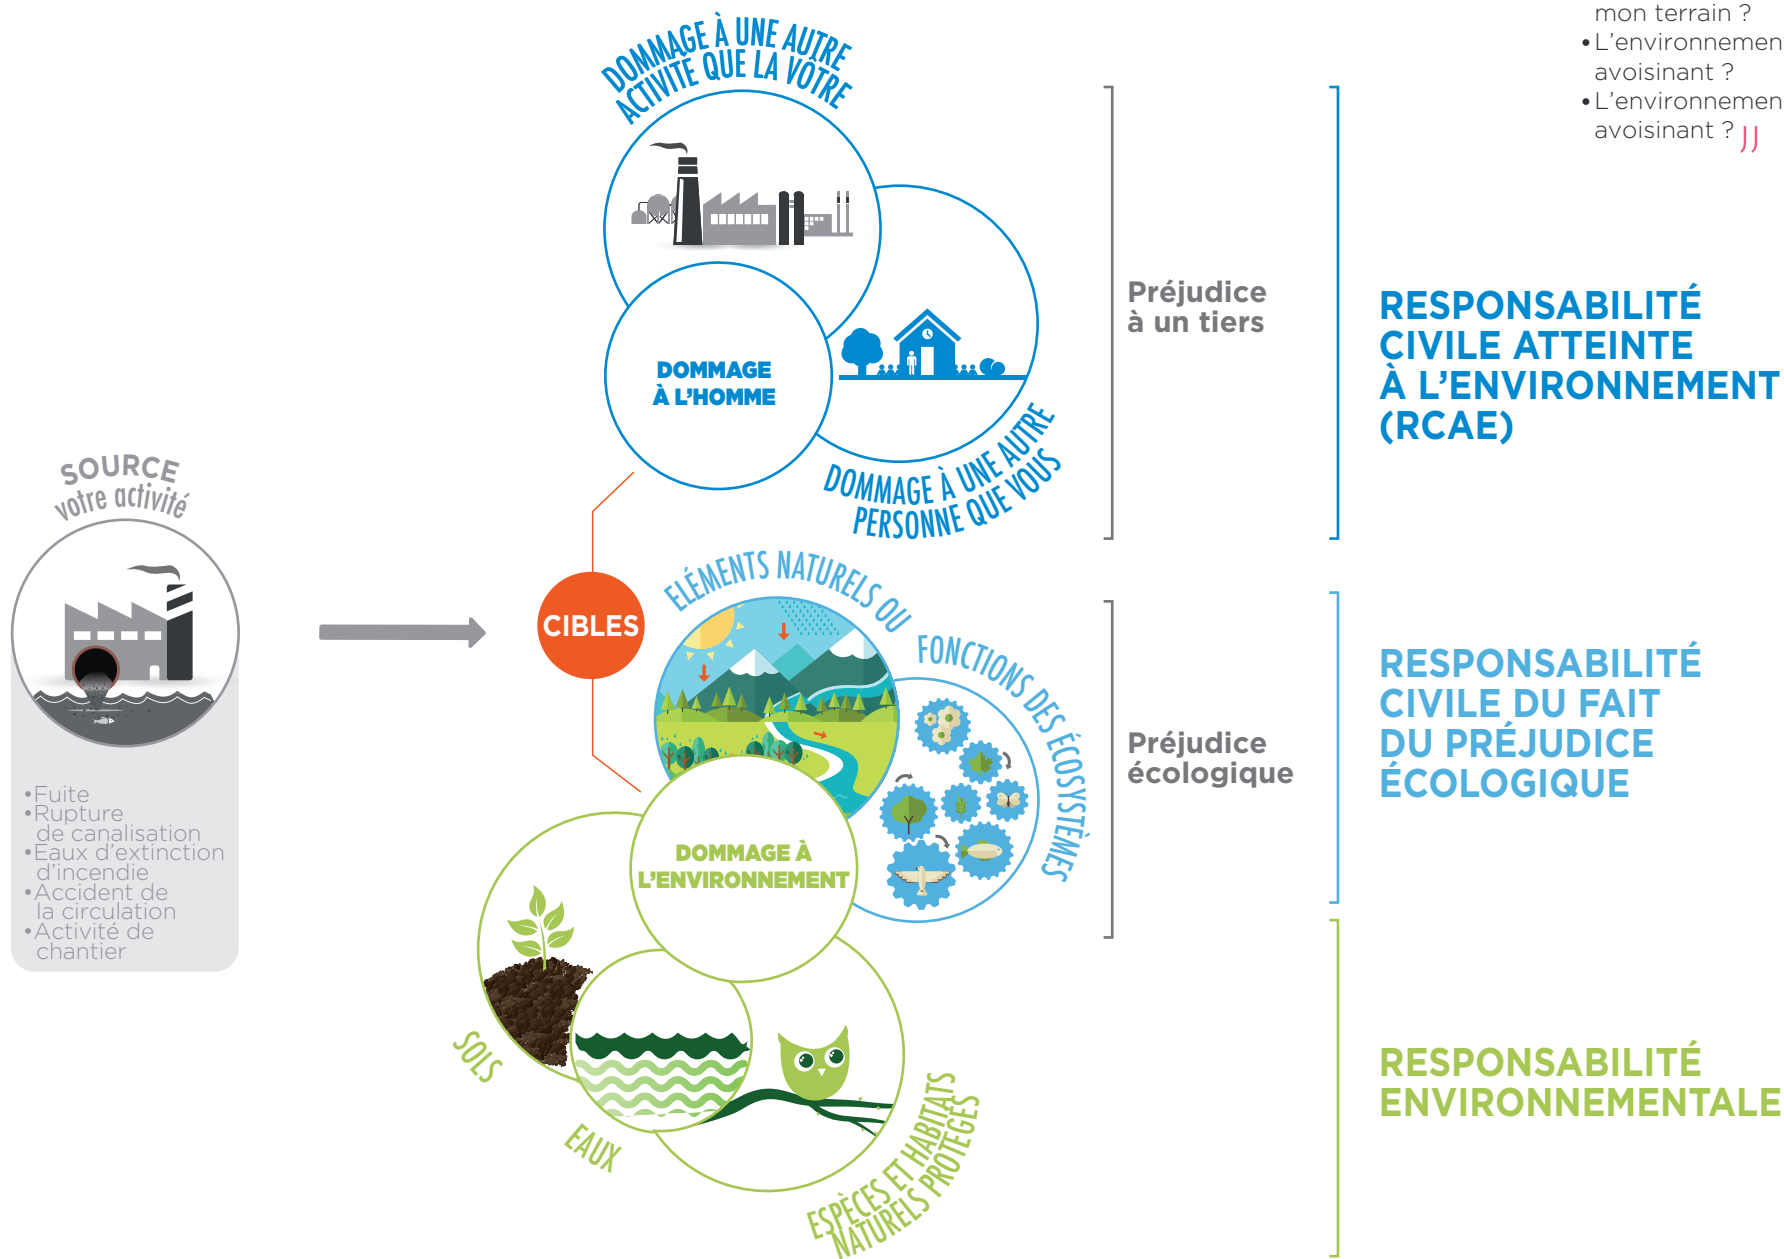 mon terrain ?
•L'environnemen
avoisinant ?
•L'environnemen
avoisinant ?
DOMMAGE À UNE AUTRE
ACTIVITÉ QUE LA VÔTRE
DOMMAGE
À L'HOMME
DOMMAGE À UNE AUTRE
PERSONNE QUE VOUS
Préjudice
à un tiers
RESPONSABILITÉ
CIVILE ATTEINTE
À L'ENVIRONNEMENT
(RCAE)
SOURCE
votre activité
•Fuite
•Rupture
de canalisation
•Eaux d'extinction
d'incendie
•Accident de
la circulation
•Activité de
chantier
CIBLES
ELÉMENTS NATURELS OU
FONCTIONS DES ÉCOSYSTÈMES
DOMMAGE À
L'ENVIRONNEMENT
Préjudice
écologique
RESPONSABILITÉ
CIVILE DU FAIT
DU PRÉJUDICE
ÉCOLOGIQUE
SOLS
EAUX
ESPÈCES ET HABITATS
NATURELS PROTÉGÉS
RESPONSABILITÉ
ENVIRONNEMENTALE